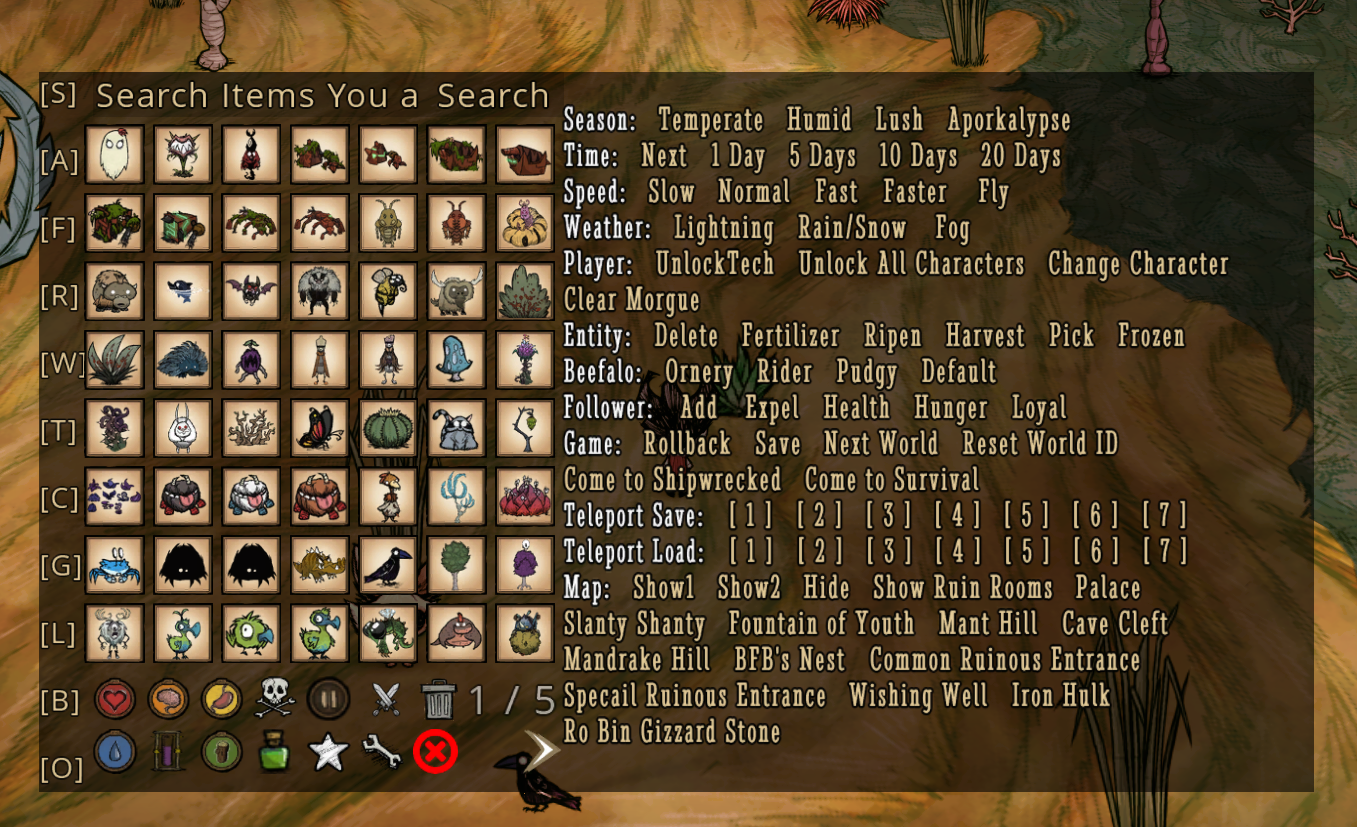 [S] Search Items You a Search
[A]
[F]
[R]
[W]
[T]
[C]
[G]
[L]
[B] 1 / 5
[O]
Season: Temperate Humid Lush Aporkalypse
Time: Next 1 Day 5 Days 10 Days 20 Days
Speed: Slow Normal Fast Faster Fly
Weather: Lightning Rain/Snow Fog
Player: UnlockTech Unlock All Characters Change Character
Clear Morgue
Entity: Delete Fertilizer Ripen Harvest Pick Frozen
Beefalo: Ornery Rider Pudgy Default
Follower: Add Expel Health Hunger Loyal
Game: Rollback Save Next World Reset World ID
Come to Shipwrecked Come to Survival
Teleport Save: [ 1 ] [ 2 ] [ 3 ] [ 4 ] [ 5 ] [ 6 ] [ 7 ]
Teleport Load: [ 1 ] [ 2 ] [ 3 ] [ 4 ] [ 5 ] [ 6 ] [ 7 ]
Map: Show1 Show2 Hide Show Ruin Rooms Palace
Slanty Shanty Fountain of Youth Mant Hill Cave Cleft
Mandrake Hill BFB's Nest Common Ruinous Entrance
Specail Ruinous Entrance Wishing Well Iron Hulk
Ro Bin Gizzard Stone